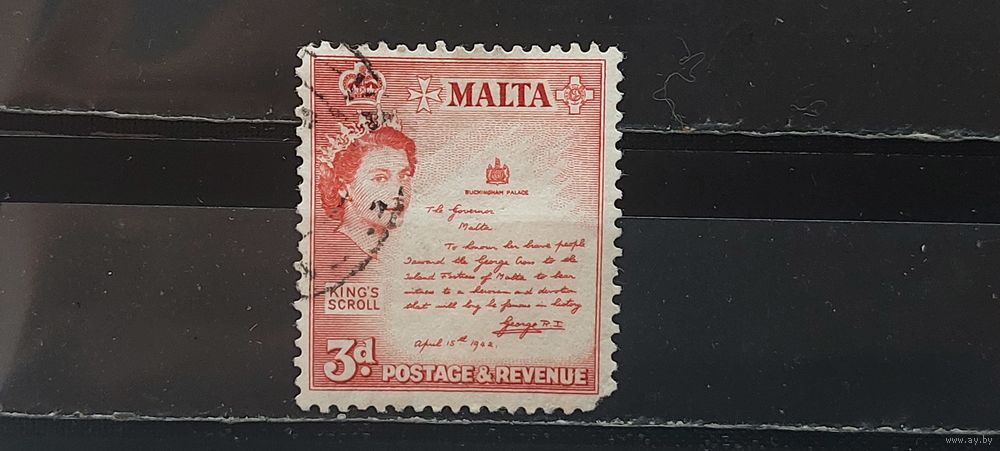 MALTA
BUCKINGHAM PALACE
The Governor
Malta
To honour her brave people
I award the George Cross to the
Island Fortress of Malta to bear
witness to a heroism and devotion
that will long be famous in history
George R.I
April 15th 1942.
KING'S
SCROLL
3d.
POSTAGE & REVENUE
www.ay.by